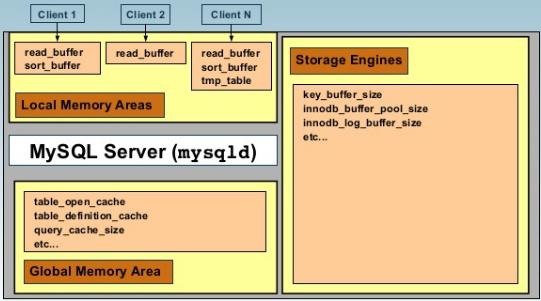 Client 1
Client 2
Client N
read_buffer
sort_buffer
read_buffer
read_buffer
sort_buffer
tmp_table
Local Memory Areas
Storage Engines
key_buffer_size
innodb_buffer_pool_size
innodb_log_buffer_size
etc...
MySQL Server (mysqld)
table_open_cache
table_definition_cache
query_cache_size
etc...
Global Memory Area